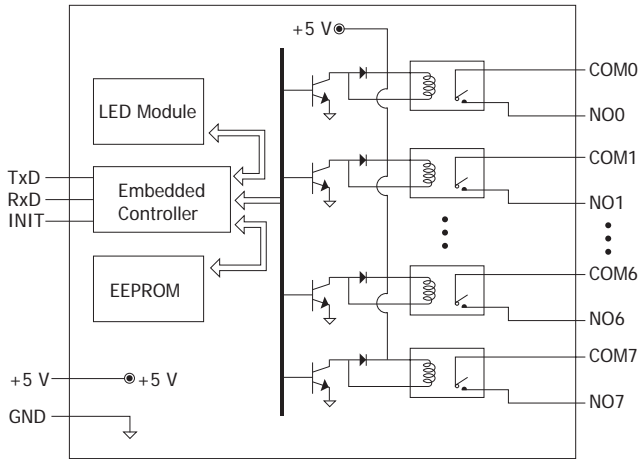 +5 V
COM0
LED Module
NO0
COM1
TxD
Embedded
Controller
RxD
NO1
INIT
COM6
EEPROM
NO6
COM7
+5 V
+5 V
NO7
GND